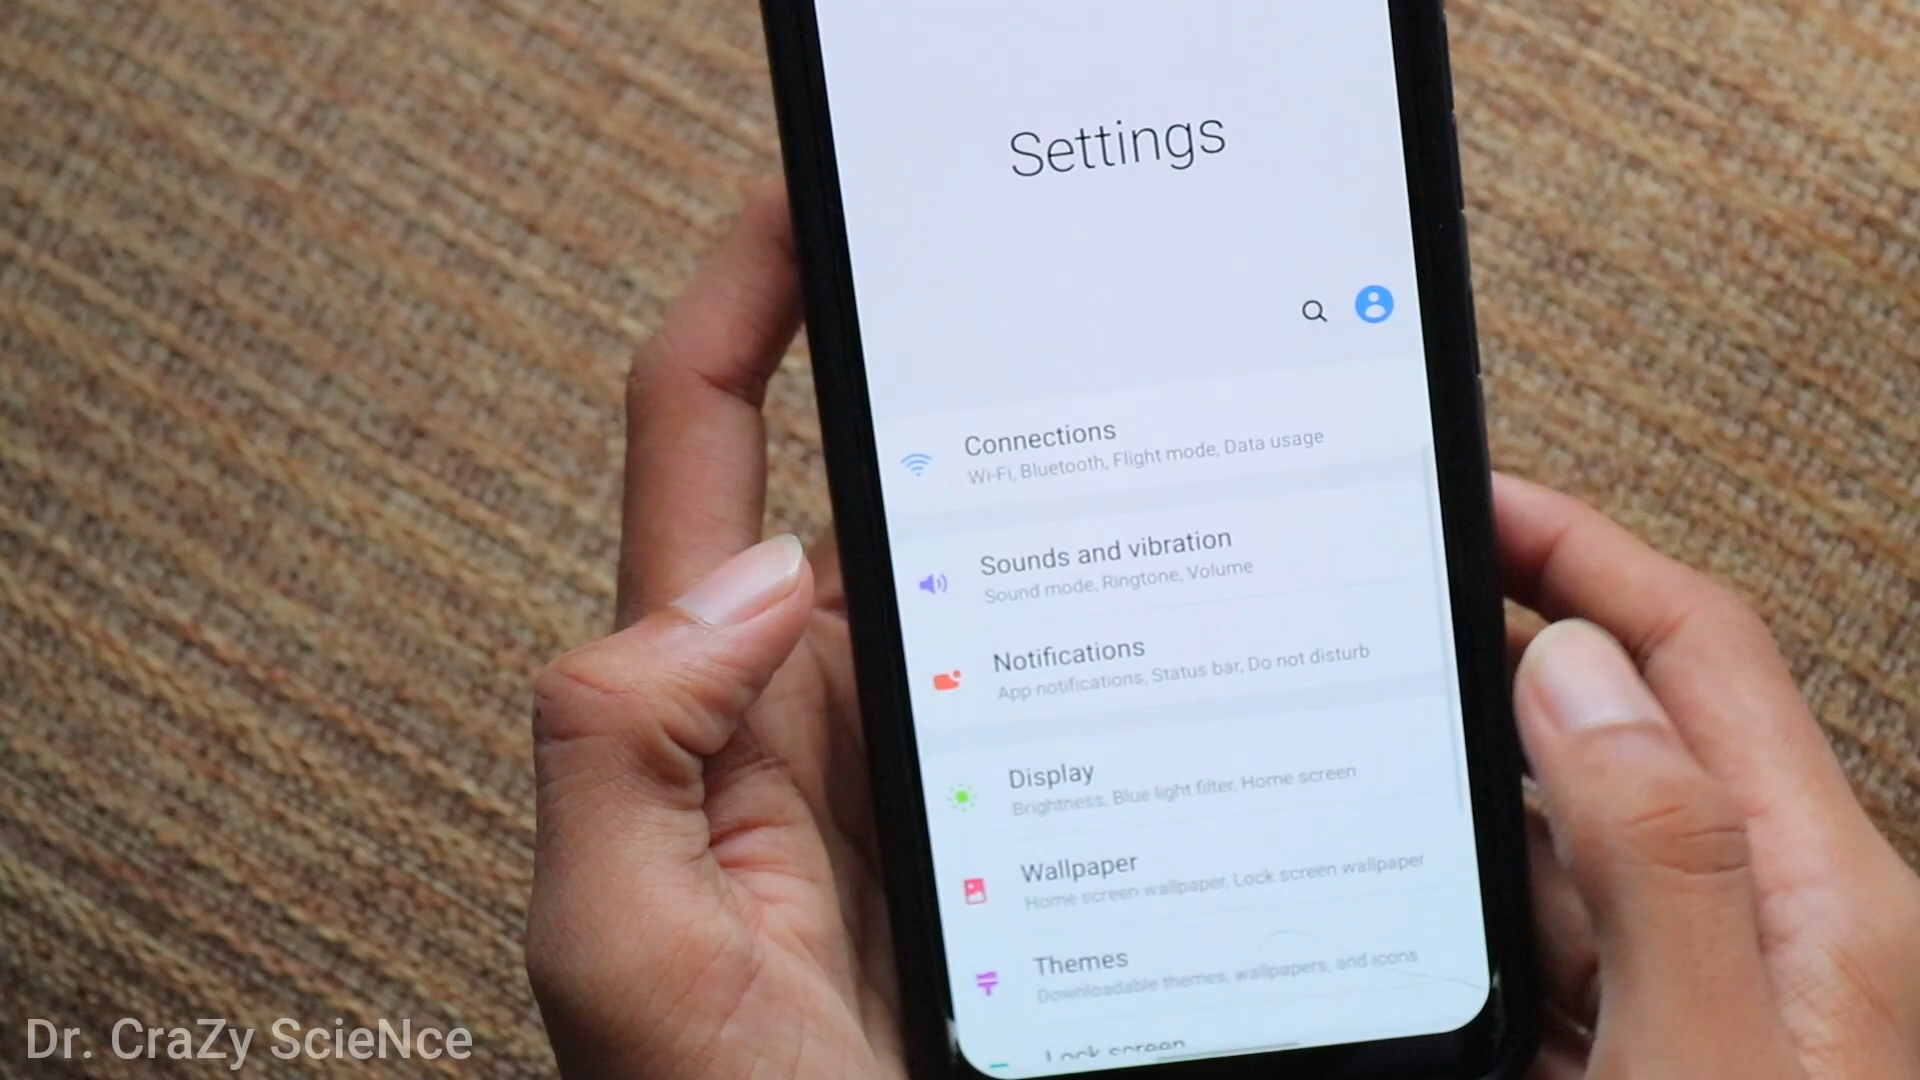 Settings
Connections
Wi-Fi, Bluetooth, Flight mode, Data usage
Sounds and vibration
Sound mode, Ringtone, Volume
Notifications
App notifications, Status bar, Do not disturb
Display
Brightness, Blue light filter, Home screen
Wallpaper
Home screen wallpaper, Lock screen wallpaper
Themes
Downloadable themes, wallpapers, and icons
Lock screen
Dr. CraZy ScieNce